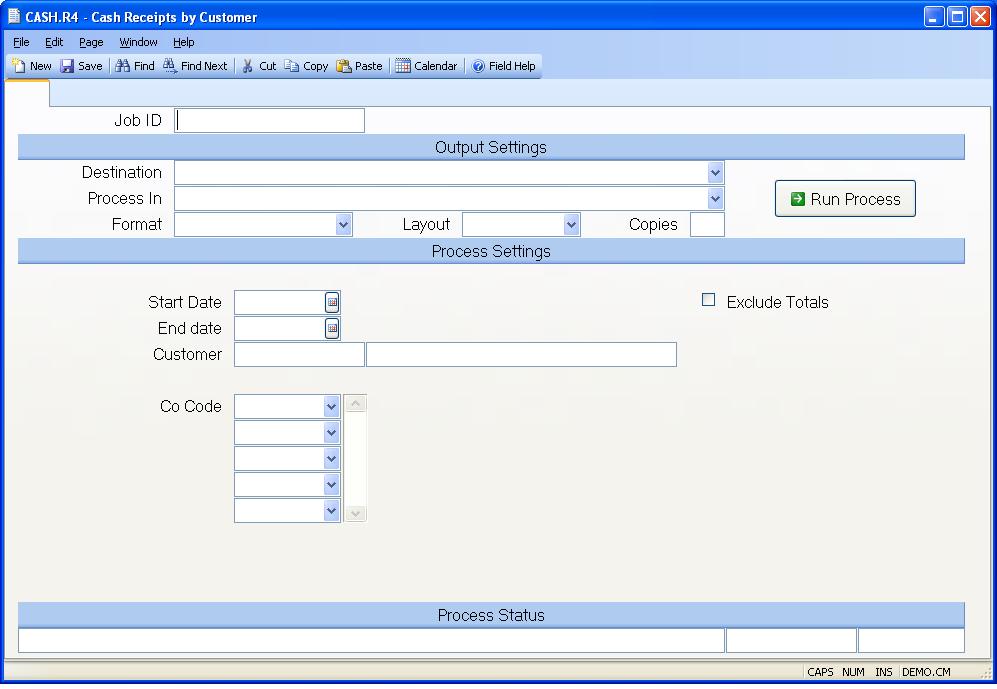 CASH.R4 - Cash Receipts by Customer
File Edit Page Window Help
New Save Find Find Next Cut Copy Paste Calendar Field Help
Job ID
Output Settings
Destination
Process In
Run Process
Format Layout Copies
Process Settings
Start Date
Exclude Totals
End date
Customer
Co Code
Process Status
CAPS NUM INS DEMO.CM